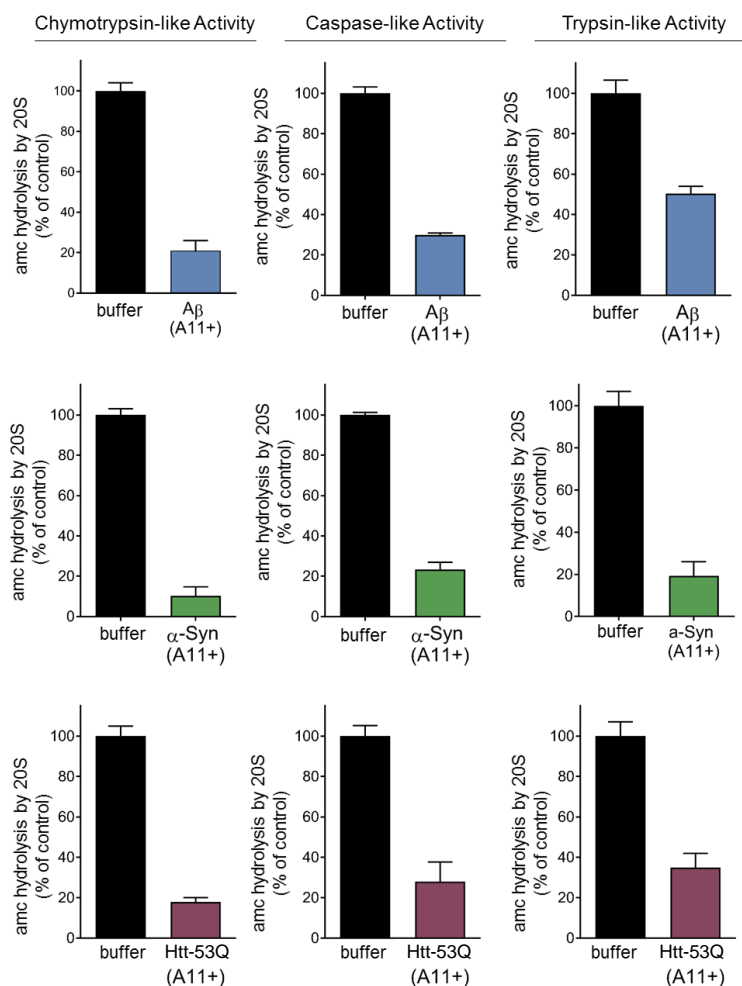 Chymotrypsin-like Activity
Caspase-like Activity
Trypsin-like Activity
amc hydrolysis by 20S
(% of control)
100
80
60
40
20
0
buffer
Aβ
(A11+)
amc hydrolysis by 20S
(% of control)
100
80
60
40
20
0
buffer
Aβ
(A11+)
amc hydrolysis by 20S
(% of control)
100
80
60
40
20
0
buffer
Aβ
(A11+)
amc hydrolysis by 20S
(% of control)
100
80
60
40
20
0
buffer
α-Syn
(A11+)
amc hydrolysis by 20S
(% of control)
100
80
60
40
20
0
buffer
α-Syn
(A11+)
amc hydrolysis by 20S
(% of control)
100
80
60
40
20
0
buffer
a-Syn
(A11+)
amc hydrolysis by 20S
(% of control)
100
80
60
40
20
0
buffer
Htt-53Q
(A11+)
amc hydrolysis by 20S
(% of control)
100
80
60
40
20
0
buffer
Htt-53Q
(A11+)
amc hydrolysis by 20S
(% of control)
100
80
60
40
20
0
buffer
Htt-53Q
(A11+)